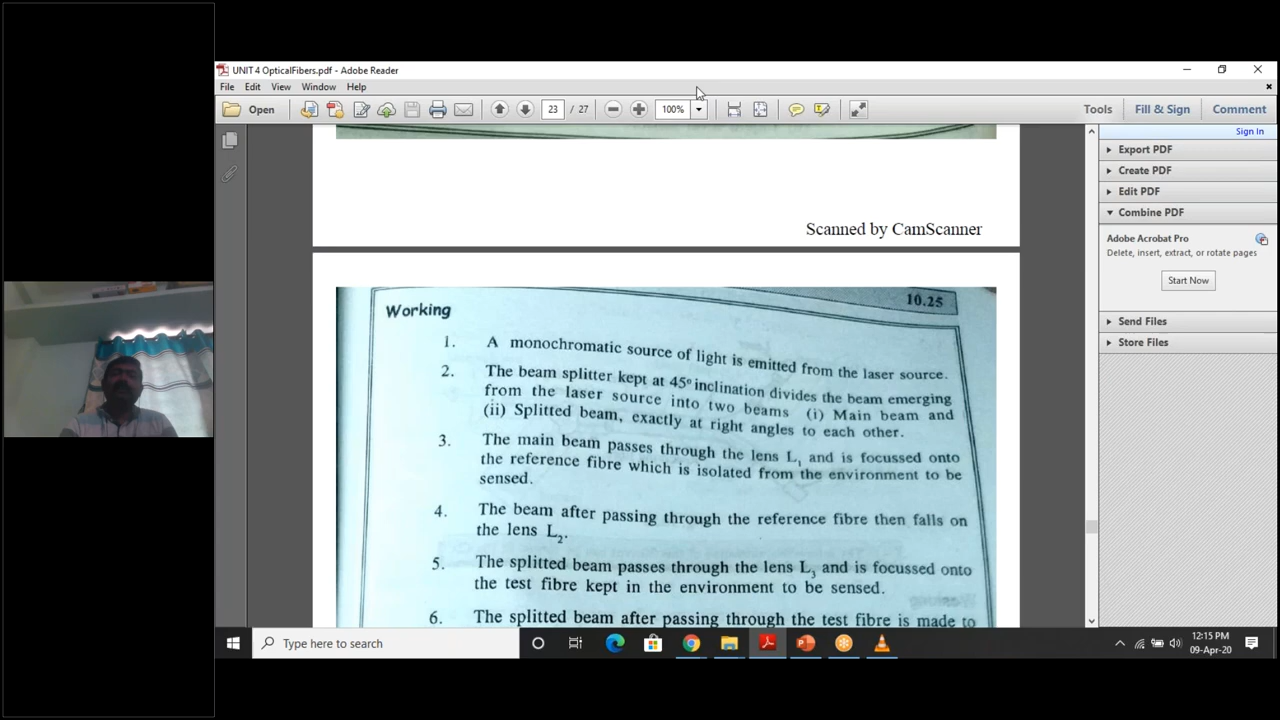 UNIT 4 OpticalFibers.pdf - Adobe Reader
File Edit View Window Help
Open 23 / 27 100% Tools Fill & Sign Comment
Sign In
Export PDF
Create PDF
Edit PDF
Combine PDF
Adobe Acrobat Pro
Delete, insert, extract, or rotate pages
Start Now
Send Files
Store Files
Scanned by CamScanner
10.25
Working
1. A monochromatic source of light is emitted from the laser source.
2. The beam splitter kept at 45° inclination divides the beam emerging
from the laser source into two beams (i) Main beam and
(ii) Splitted beam, exactly at right angles to each other.
3. The main beam passes through the lens L₁ and is focussed onto
the reference fibre which is isolated from the environment to be
sensed.
4. The beam after passing through the reference fibre then falls on
the lens L₂.
5. The splitted beam passes through the lens L₃ and is focussed onto
the test fibre kept in the environment to be sensed.
6. The splitted beam after passing through the test fibre is made to
Type here to search
12:15 PM
09-Apr-20